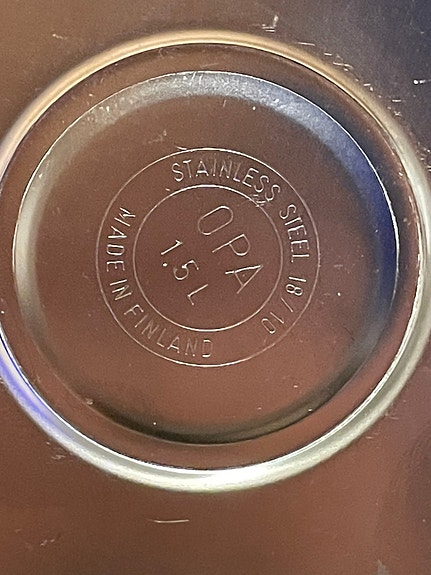 STAINLESS STEEL 18/10
OPA
1.5 L
MADE IN FINLAND